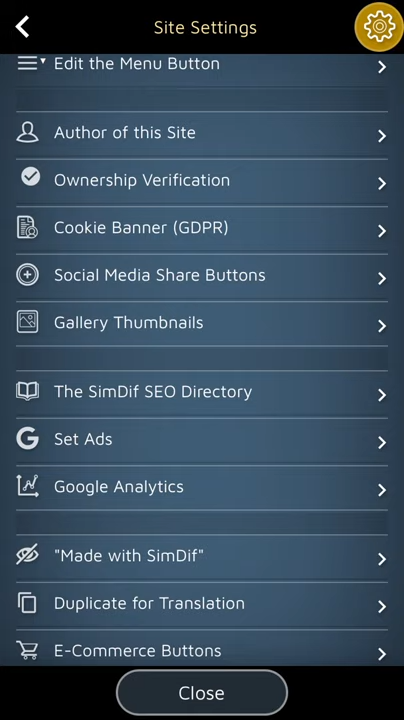 Site Settings
Edit the Menu Button
Author of this Site
Ownership Verification
Cookie Banner (GDPR)
Social Media Share Buttons
Gallery Thumbnails
The SimDif SEO Directory
Set Ads
Google Analytics
"Made with SimDif"
Duplicate for Translation
E-Commerce Buttons
Close